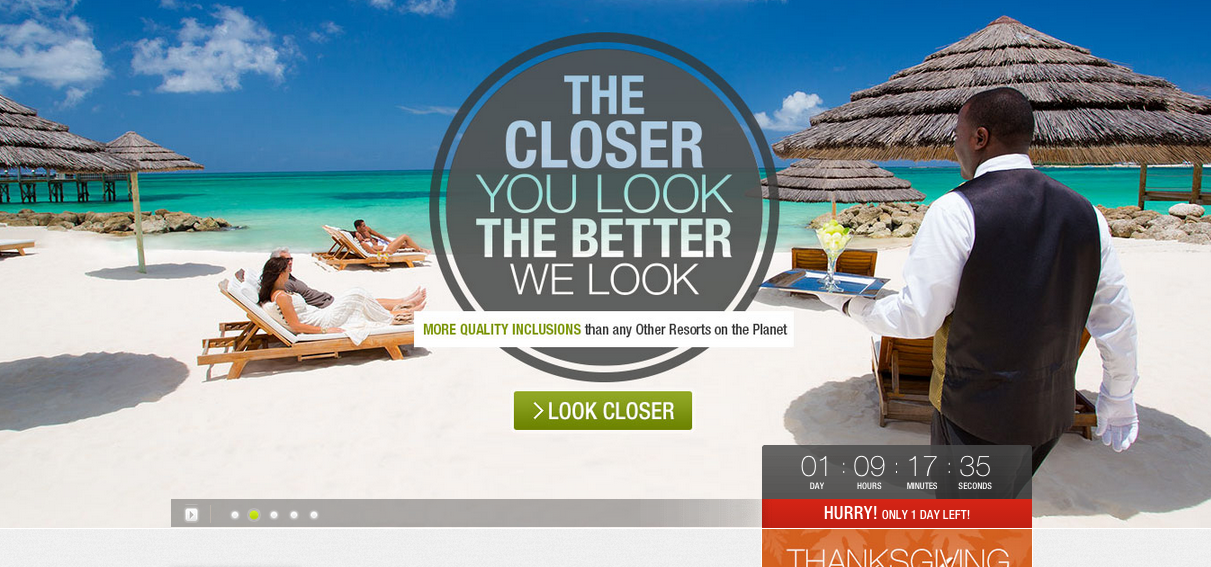 THE
CLOSER
YOU LOOK
THE BETTER
WE LOOK
MORE QUALITY INCLUSIONS than any Other Resorts on the Planet
> LOOK CLOSER
01 : 09 : 17 : 35
DAY HOURS MINUTES SECONDS
HURRY! ONLY 1 DAY LEFT!
THANKSGIVING